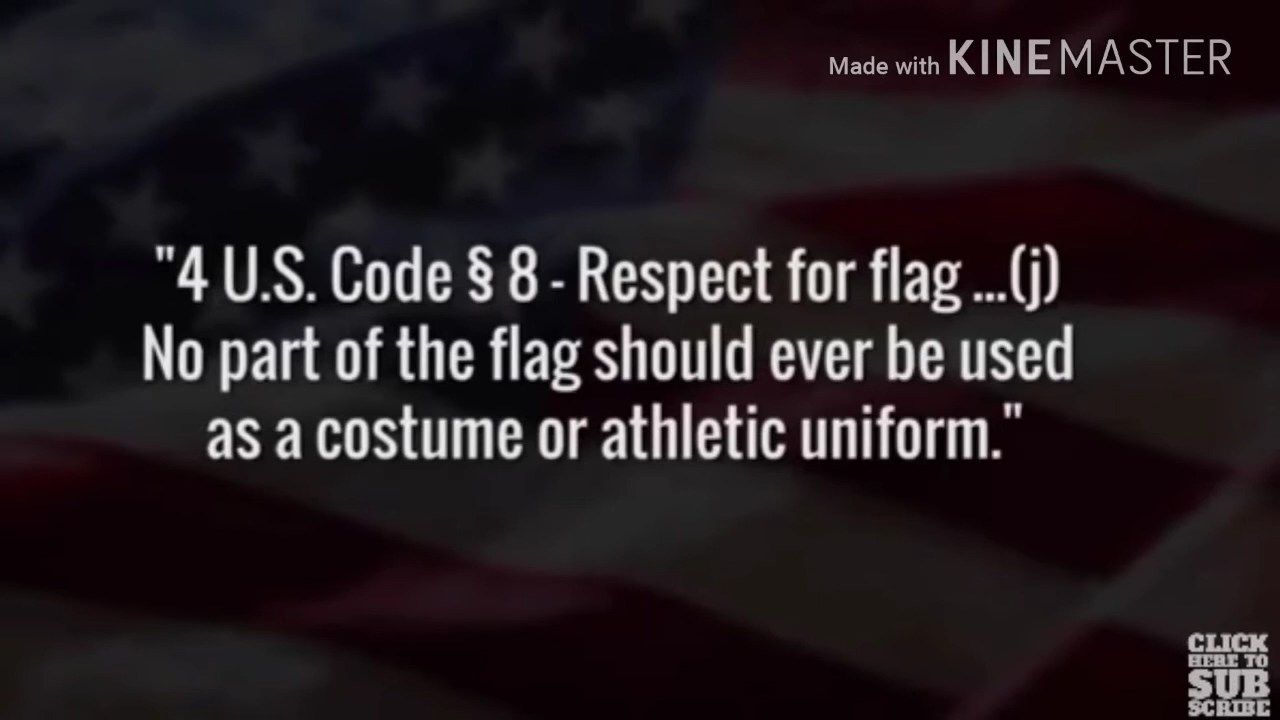 Made with KINEMASTER
"4 U.S. Code § 8 - Respect for flag ...(j)
No part of the flag should ever be used
as a costume or athletic uniform."
CLICK
HERE TO
SUB
SCRIBE